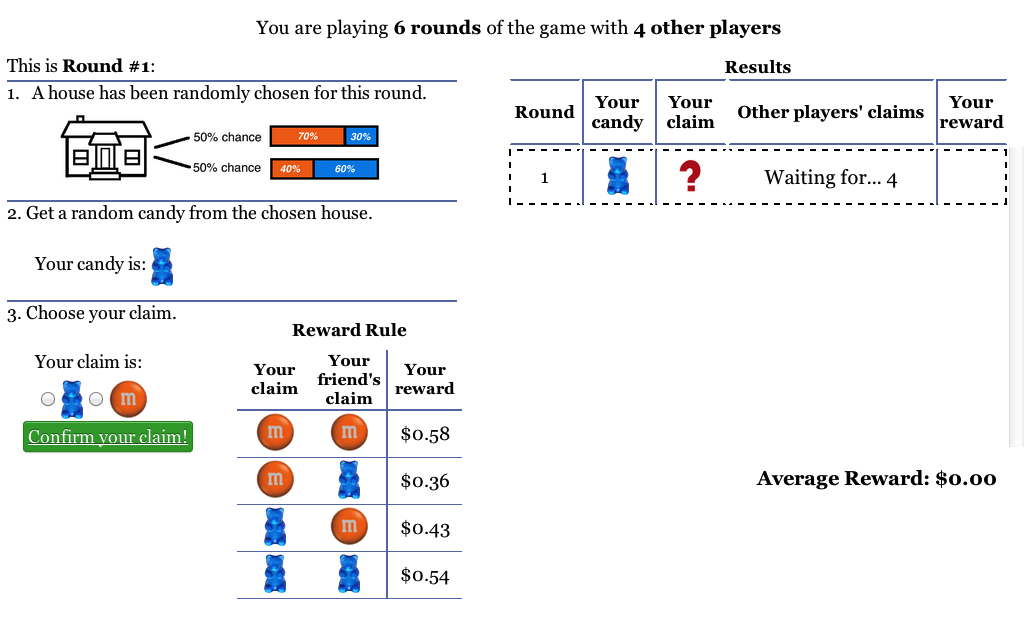 You are playing 6 rounds of the game with 4 other players
This is Round #1:
1. A house has been randomly chosen for this round.
50% chance 70% 30%
50% chance 40% 60%
2. Get a random candy from the chosen house.
Your candy is:
3. Choose your claim.
Your claim is:
m
Confirm your claim!
Reward Rule
Your claim Your friend's claim Your reward
m m $0.58
m $0.36
m $0.43
$0.54
Results
Round Your candy Your claim Other players' claims Your reward
1 ? Waiting for... 4
Average Reward: $0.00